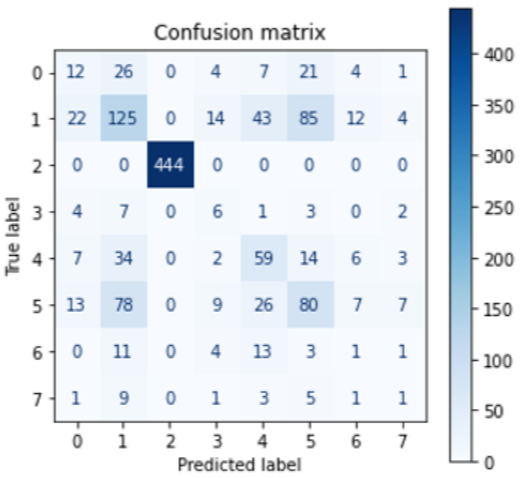 Confusion matrix
0 12 26 0 4 7 21 4 1
1 22 125 0 14 43 85 12 4
2 0 0 444 0 0 0 0 0
3 4 7 0 6 1 3 0 2
4 7 34 0 2 59 14 6 3
5 13 78 0 9 26 80 7 7
6 0 11 0 4 13 3 1 1
7 1 9 0 1 3 5 1 1
0 1 2 3 4 5 6 7
Predicted label
True label
400
350
300
250
200
150
100
50
0